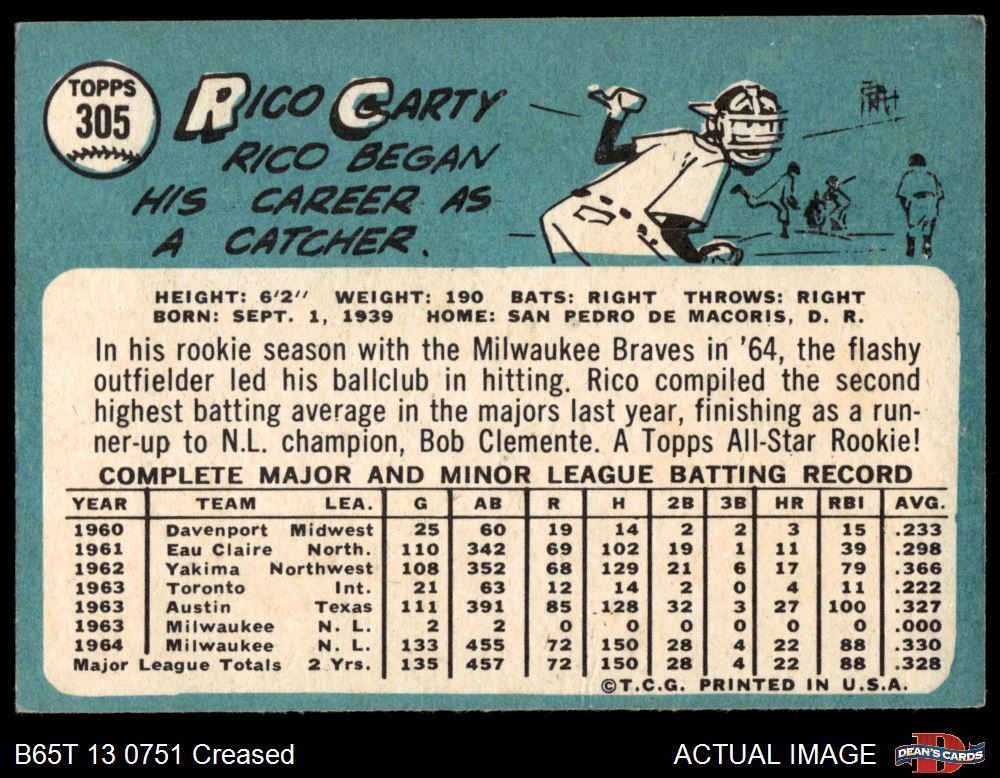 TOPPS
305
RICO CARTY
RICO BEGAN
HIS CAREER AS
A CATCHER.
HEIGHT: 6'2" WEIGHT: 190 BATS: RIGHT THROWS: RIGHT
BORN: SEPT. 1, 1939 HOME: SAN PEDRO DE MACORIS, D. R.
In his rookie season with the Milwaukee Braves in '64, the flashy
outfielder led his ballclub in hitting. Rico compiled the second
highest batting average in the majors last year, finishing as a run-
ner-up to N.L. champion, Bob Clemente. A Topps All-Star Rookie!
COMPLETE MAJOR AND MINOR LEAGUE BATTING RECORD
YEAR TEAM LEA. G AB R H 2B 3B HR RBI AVG.
1960 Davenport Midwest 25 60 19 14 2 2 3 15 .233
1961 Eau Claire North. 110 342 69 102 19 1 11 39 .298
1962 Yakima Northwest 108 352 68 129 21 6 17 79 .366
1963 Toronto Int. 21 63 12 14 2 0 4 11 .222
1963 Austin Texas 111 391 85 128 32 3 27 100 .327
1963 Milwaukee N. L. 2 2 0 0 0 0 0 0 .000
1964 Milwaukee N. L. 133 455 72 150 28 4 22 88 .330
Major League Totals 2 Yrs. 135 457 72 150 28 4 22 88 .328
©T.C.G. PRINTED IN U.S.A.
B65T 13 0751 Creased
ACTUAL IMAGE
DEAN'S CARDS